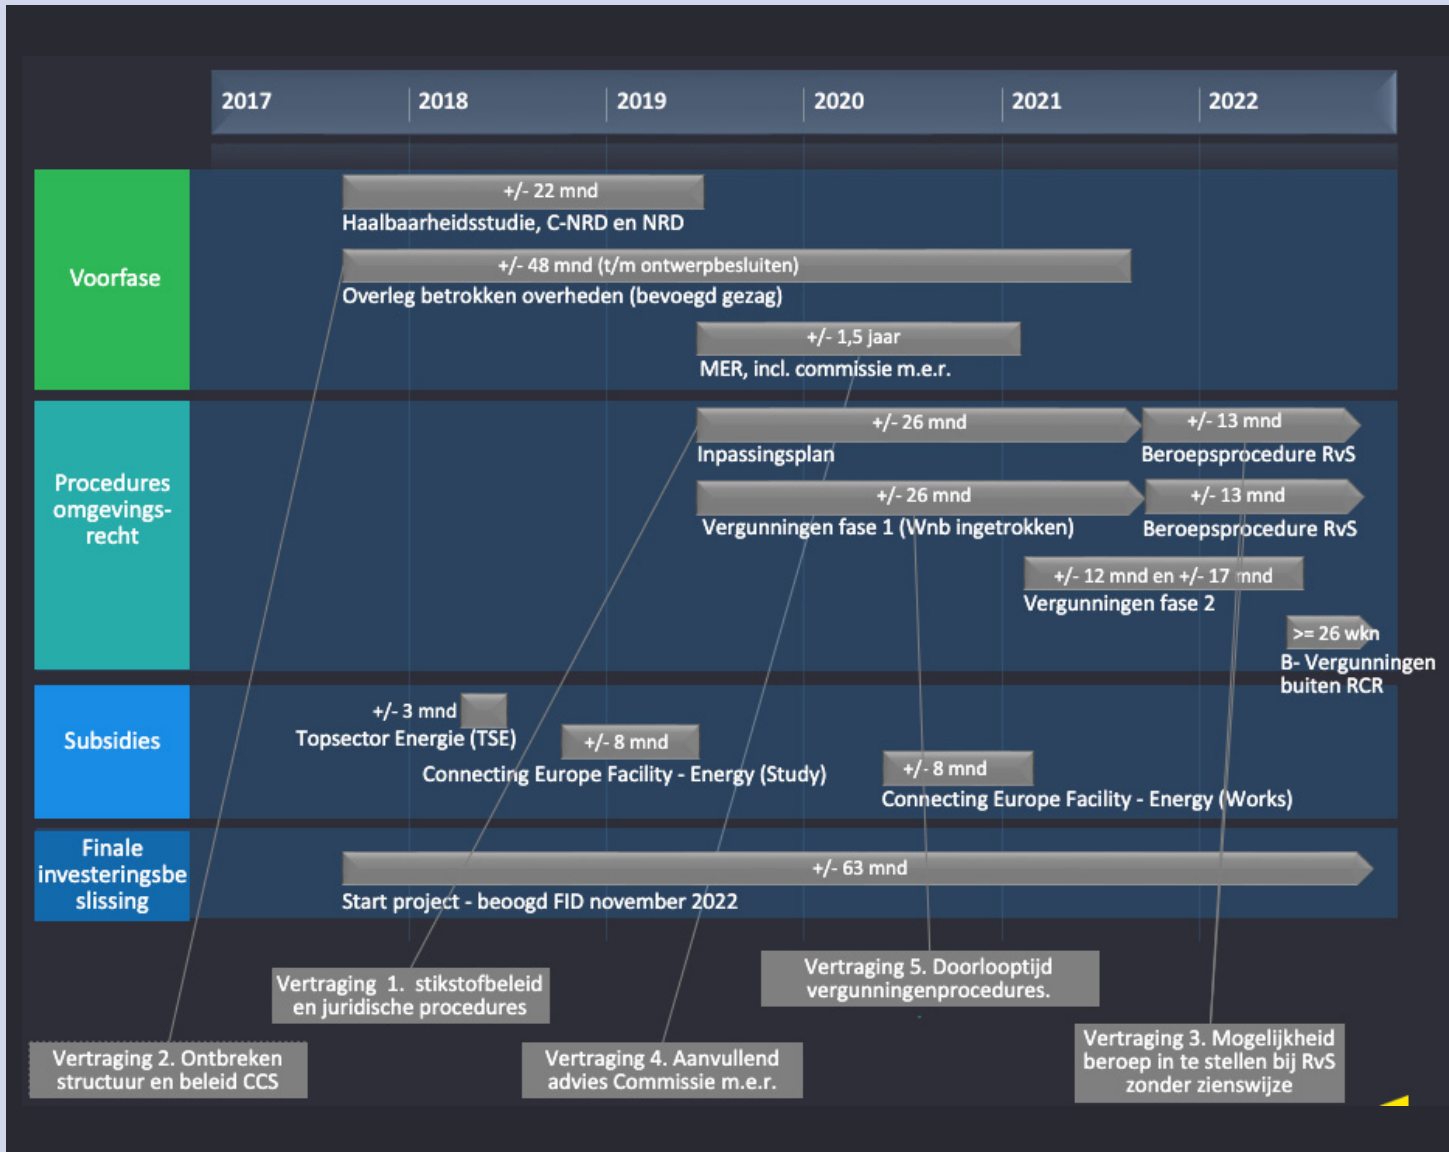 2017
2018
2019
2020
2021
2022
Voorfase
+/- 22 mnd
Haalbaarheidsstudie, C-NRD en NRD
+/- 48 mnd (t/m ontwerpbesluiten)
Overleg betrokken overheden (bevoegd gezag)
+/- 1,5 jaar
MER, incl. commissie m.e.r.
Procedures
omgevings-
recht
+/- 26 mnd
Inpassingsplan
+/- 13 mnd
Beroepsprocedure RvS
+/- 26 mnd
Vergunningen fase 1 (Wnb ingetrokken)
+/- 13 mnd
Beroepsprocedure RvS
+/- 12 mnd en +/- 17 mnd
Vergunningen fase 2
>= 26 wkn
B- Vergunningen
buiten RCR
Subsidies
+/- 3 mnd
Topsector Energie (TSE)
+/- 8 mnd
Connecting Europe Facility - Energy (Study)
+/- 8 mnd
Connecting Europe Facility - Energy (Works)
Finale
investeringsbe
slissing
+/- 63 mnd
Start project - beoogd FID november 2022
Vertraging 1. stikstofbeleid
en juridische procedures
Vertraging 5. Doorlooptijd
vergunningenprocedures.
Vertraging 2. Ontbreken
structuur en beleid CCS
Vertraging 4. Aanvullend
advies Commissie m.e.r.
Vertraging 3. Mogelijkheid
beroep in te stellen bij RvS
zonder zienswijze